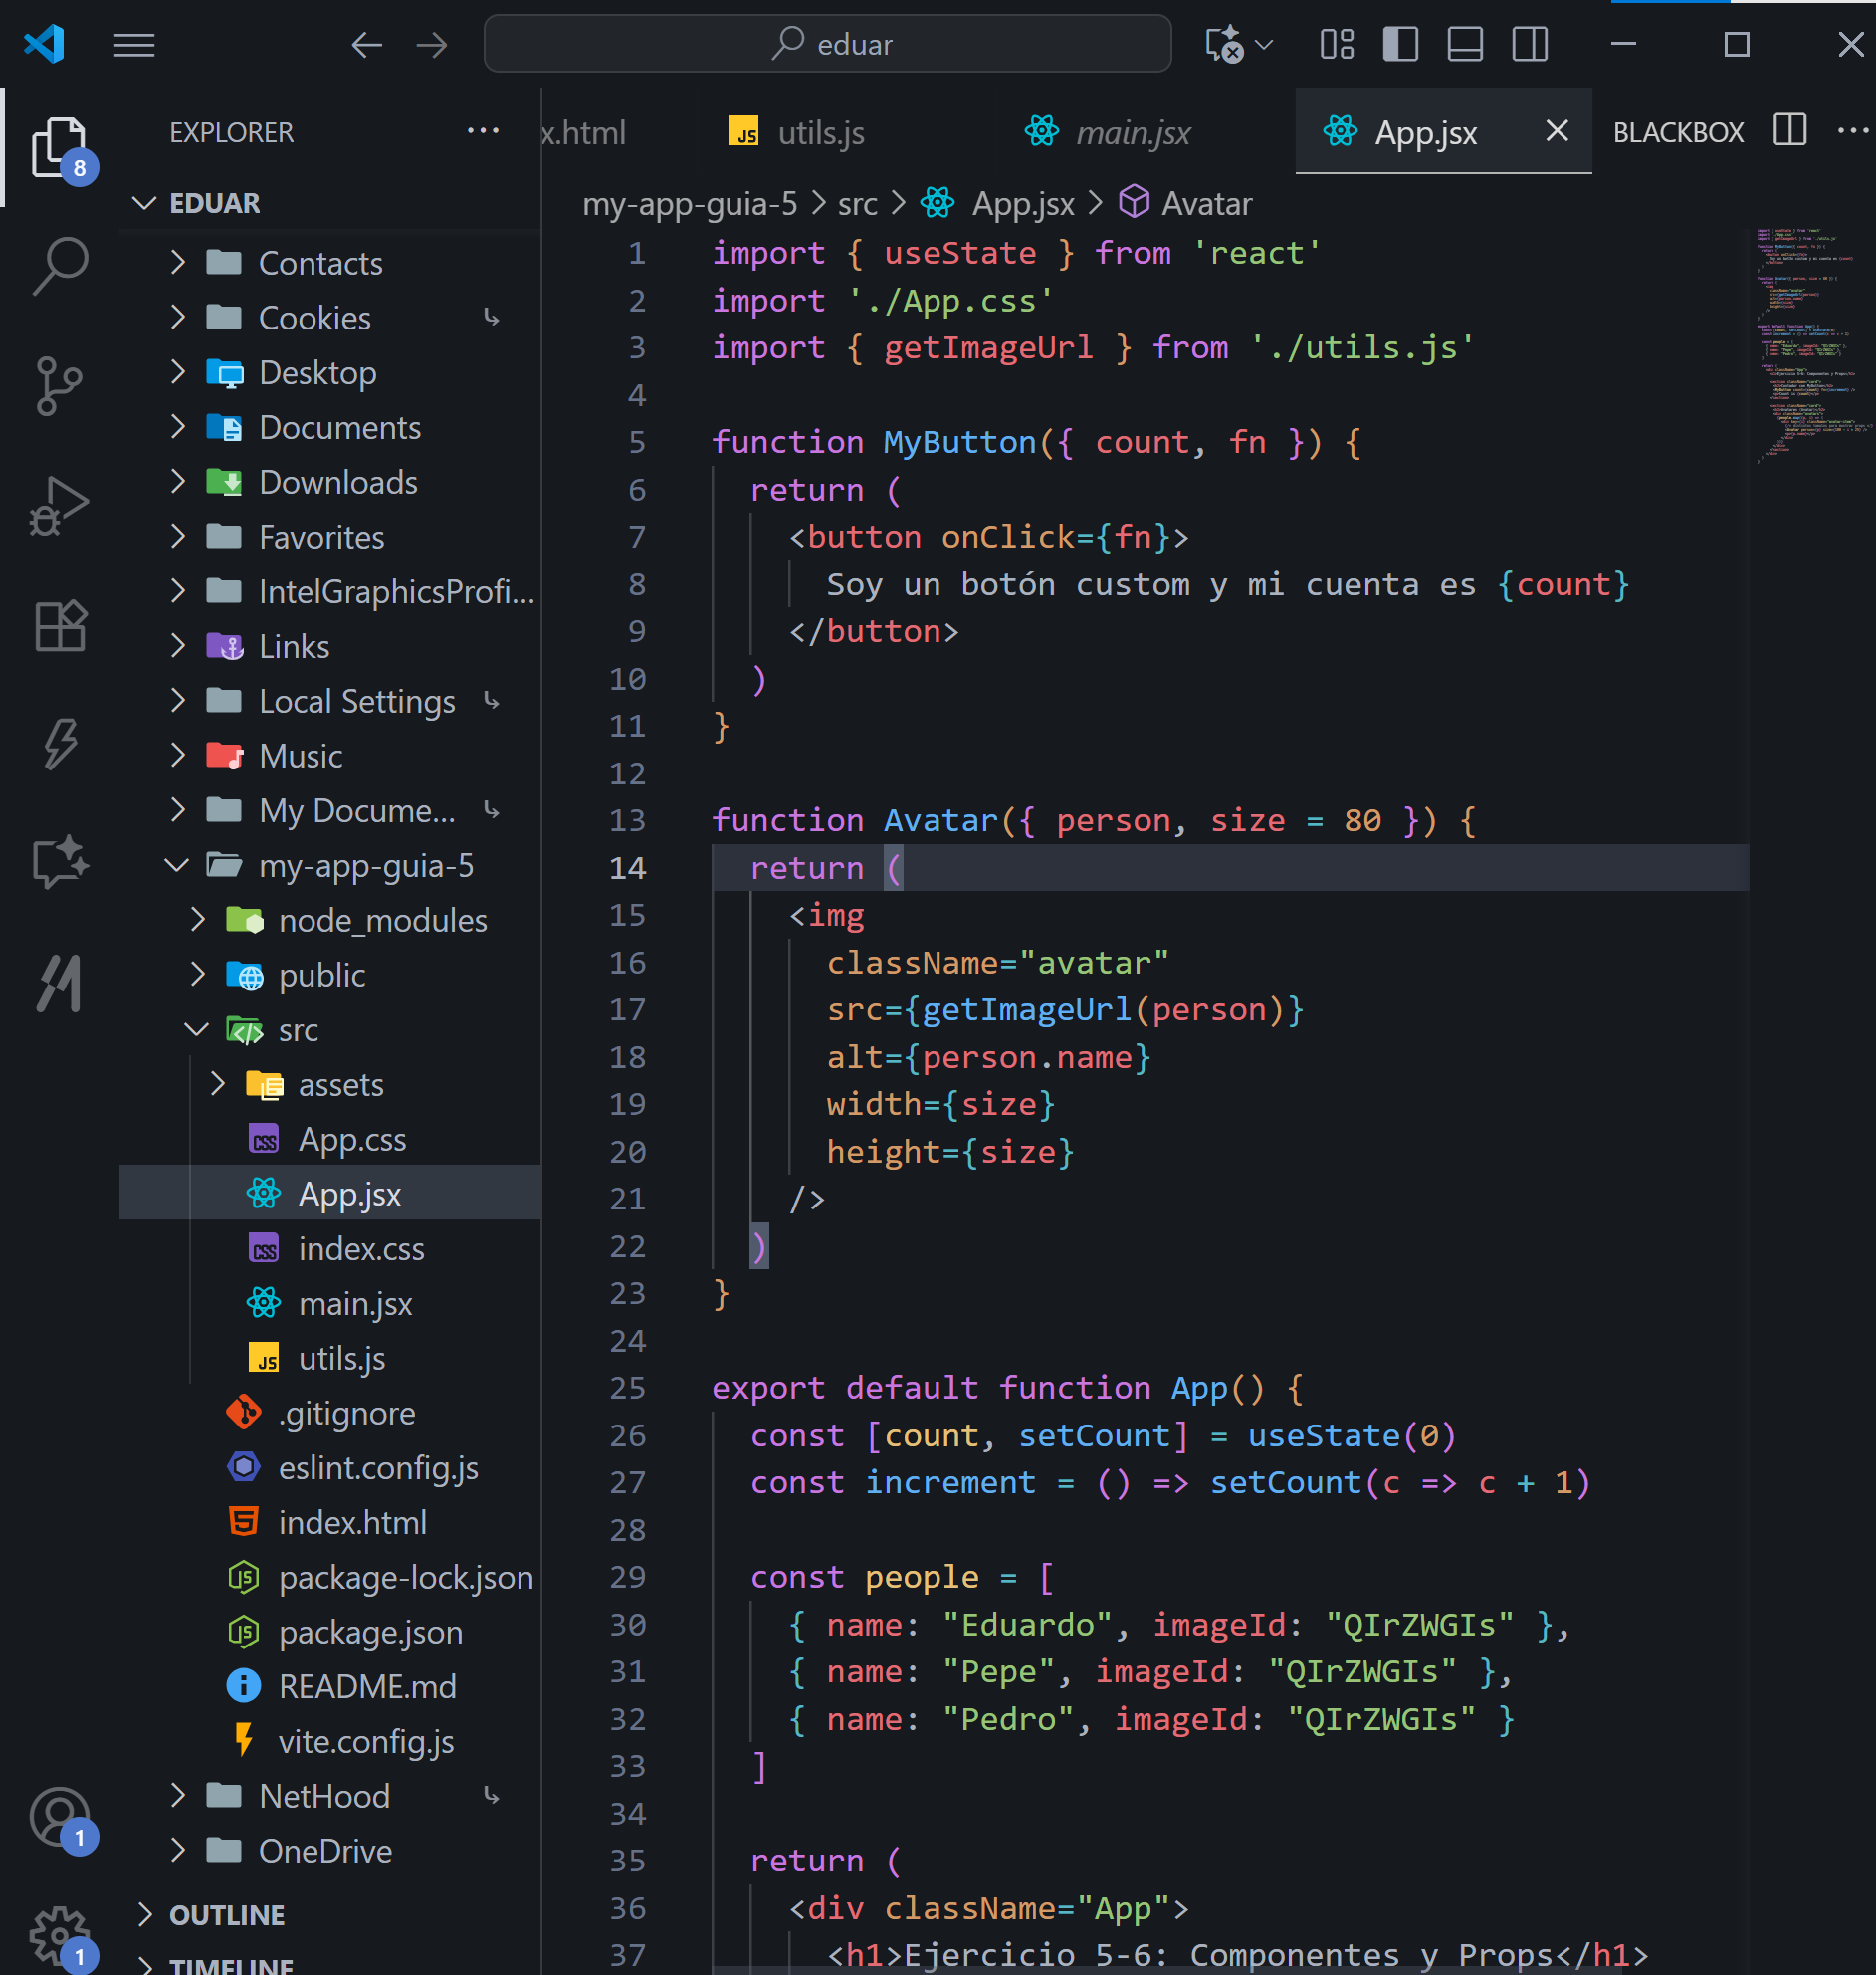 eduar
EXPLORER
x.html
utils.js
main.jsx
App.jsx
BLACKBOX
8
EDUAR
Contacts
Cookies
Desktop
Documents
Downloads
Favorites
IntelGraphicsProfi...
Links
Local Settings
Music
My Docume...
my-app-guia-5
node_modules
public
src
assets
App.css
App.jsx
index.css
main.jsx
utils.js
.gitignore
eslint.config.js
index.html
package-lock.json
package.json
README.md
vite.config.js
NetHood
OneDrive
1
OUTLINE
1
TIMELINE
my-app-guia-5 > src > App.jsx > Avatar
1 import { useState } from 'react'
2 import './App.css'
3 import { getImageUrl } from './utils.js'
4
5 function MyButton({ count, fn }) {
6 return (
7 <button onClick={fn}>
8 Soy un botón custom y mi cuenta es {count}
9 </button>
10 )
11 }
12
13 function Avatar({ person, size = 80 }) {
14 return (
15 <img
16 className="avatar"
17 src={getImageUrl(person)}
18 alt={person.name}
19 width={size}
20 height={size}
21 />
22 )
23 }
24
25 export default function App() {
26 const [count, setCount] = useState(0)
27 const increment = () => setCount(c => c + 1)
28
29 const people = [
30 { name: "Eduardo", imageId: "QIrZWGIs" },
31 { name: "Pepe", imageId: "QIrZWGIs" },
32 { name: "Pedro", imageId: "QIrZWGIs" }
33 ]
34
35 return (
36 <div className="App">
37 <h1>Ejercicio 5-6: Componentes y Props</h1>